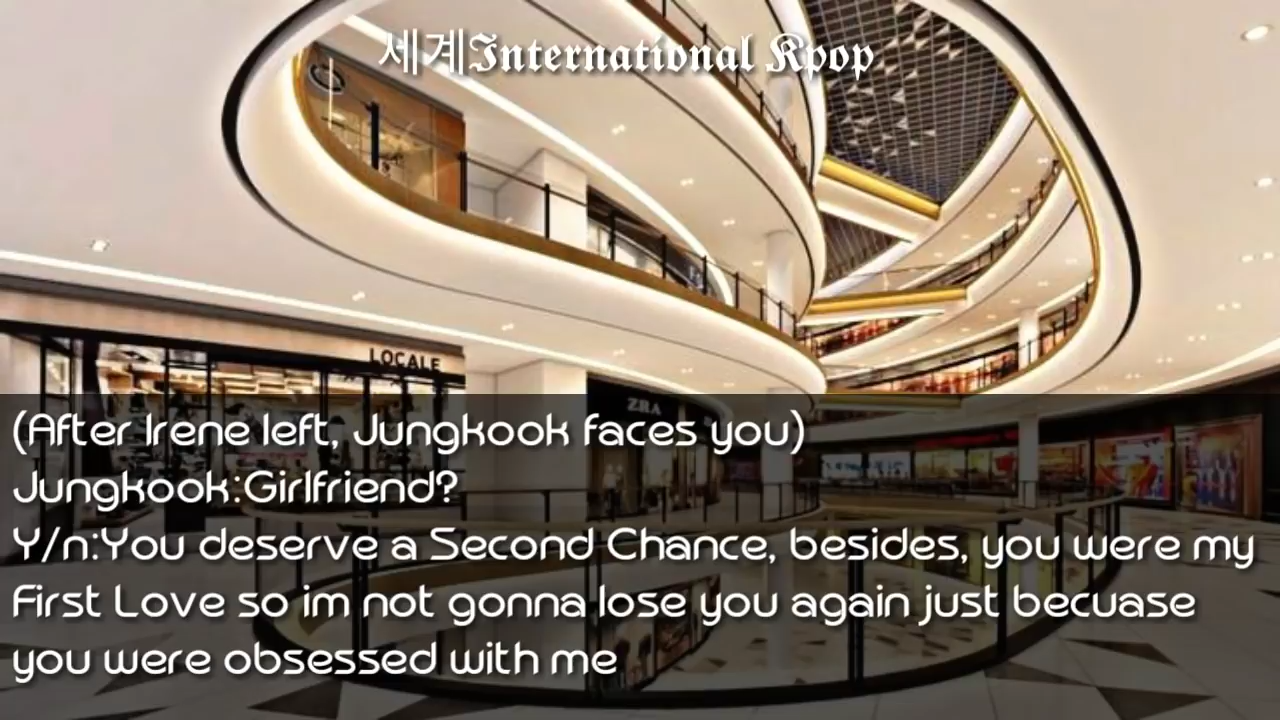 세계International Kpop
LOCALE
ZRA
(After Irene left, Jungkook faces you)
Jungkook:Girlfriend?
Y/n:You deserve a Second Chance, besides, you were my
First Love so im not gonna lose you again just becuase
you were obsessed with me